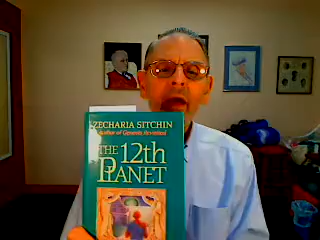 ZECHARIA SITCHIN
author of Genesis Revisited
THE 12th
PLANET